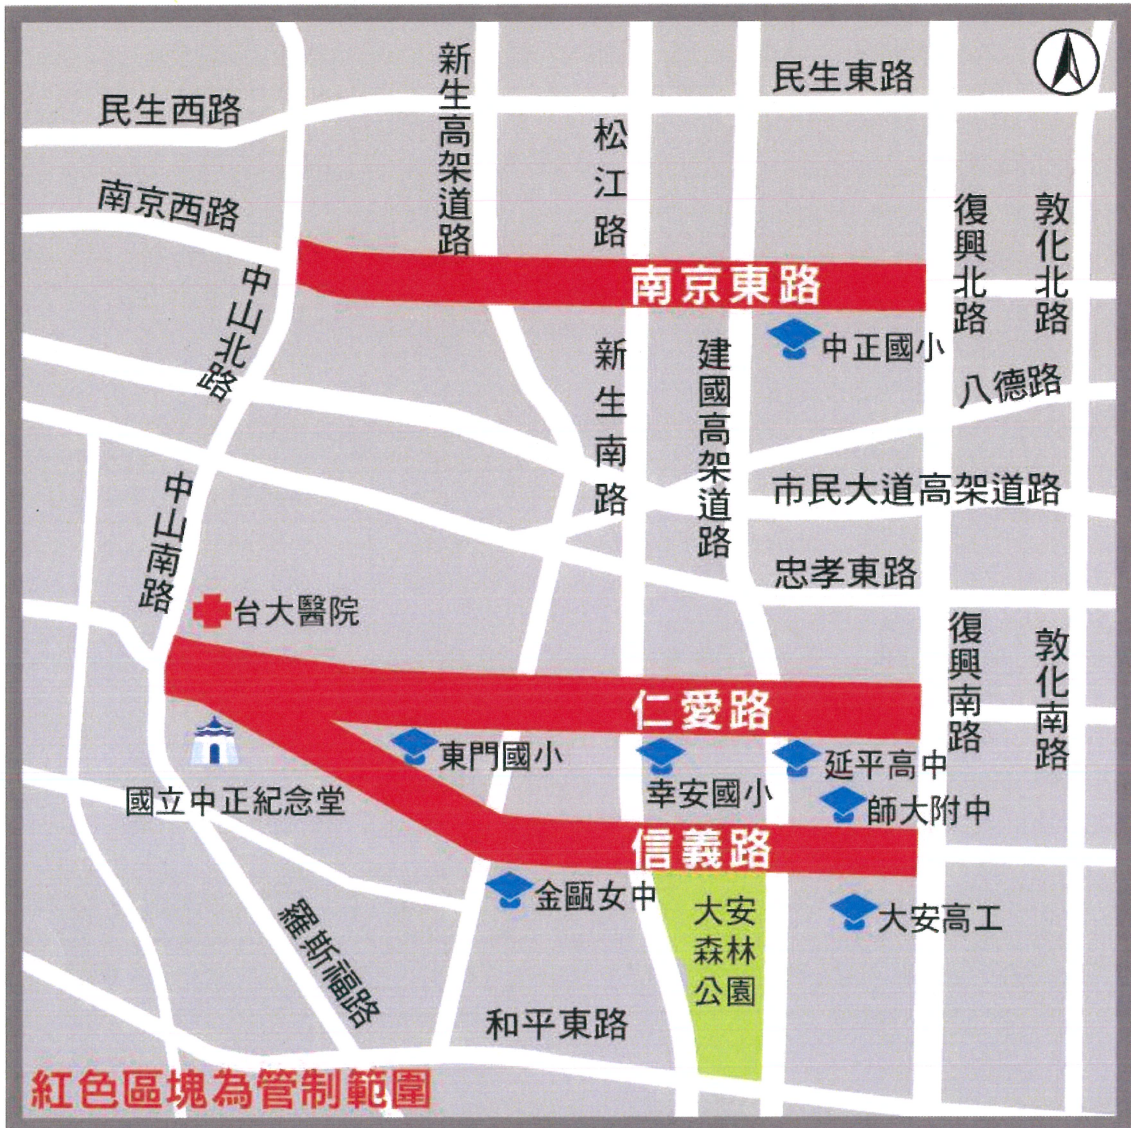 民生東路
民生西路
新生高架道路
松江路
南京西路
復興北路
敦化北路
中山北路
南京東路
中正國小
新生南路
建國高架道路
八德路
中山南路
市民大道高架道路
忠孝東路
台大醫院
復興南路
敦化南路
仁愛路
東門國小
幸安國小
延平高中
國立中正紀念堂
師大附中
信義路
金甌女中
大安
森林
公園
大安高工
羅斯福路
和平東路
紅色區塊為管制範圍